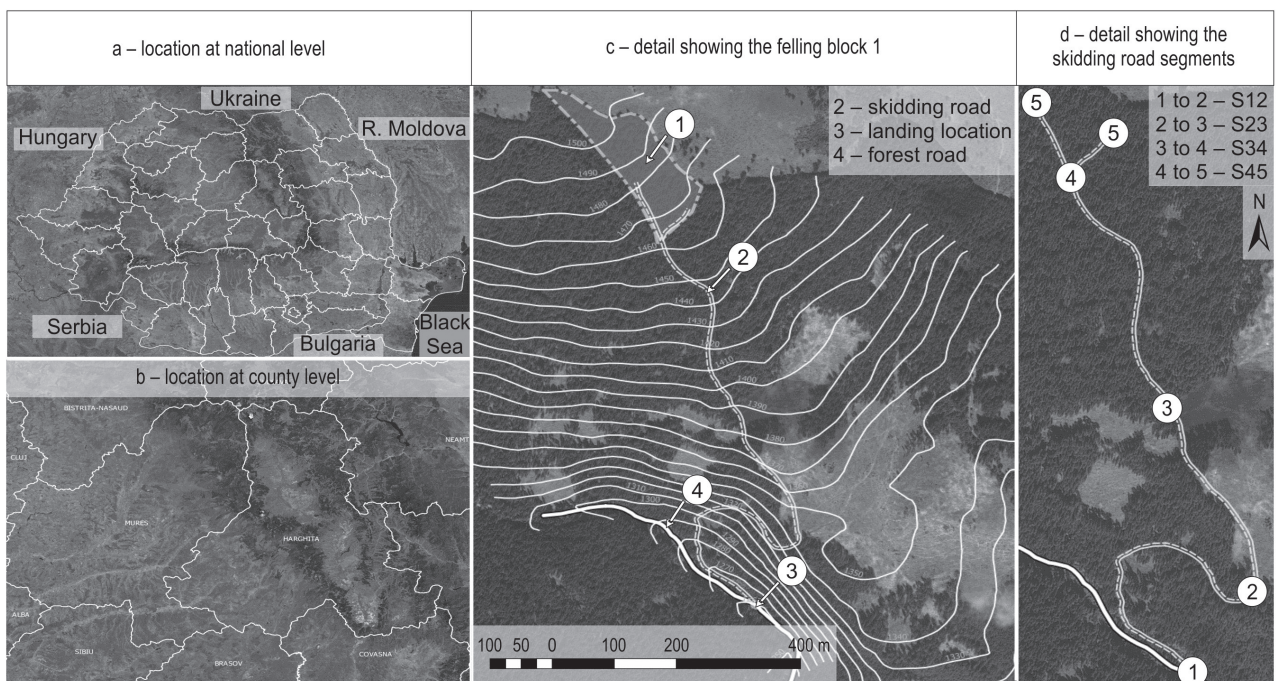 a – location at national level
c – detail showing the felling block 1
d – detail showing the
skidding road segments
Ukraine
Hungary
R. Moldova
Serbia
Bulgaria
Black
Sea
b – location at county level
BISTRITA-NASAUD
NEAMT
CLUJ
MURES
HARGHITA
ALBA
SIBIU
BRASOV
COVASNA
2 – skidding road
3 – landing location
4 – forest road
1
2
4
3
1500
1490
1480
1470
1460
1450
1440
1430
1410
1400
1390
1380
1310
1300
1350
1340
100 50 0 100 200 400 m
1 to 2 – S12
2 to 3 – S23
3 to 4 – S34
4 to 5 – S45
N
5
5
4
3
2
1